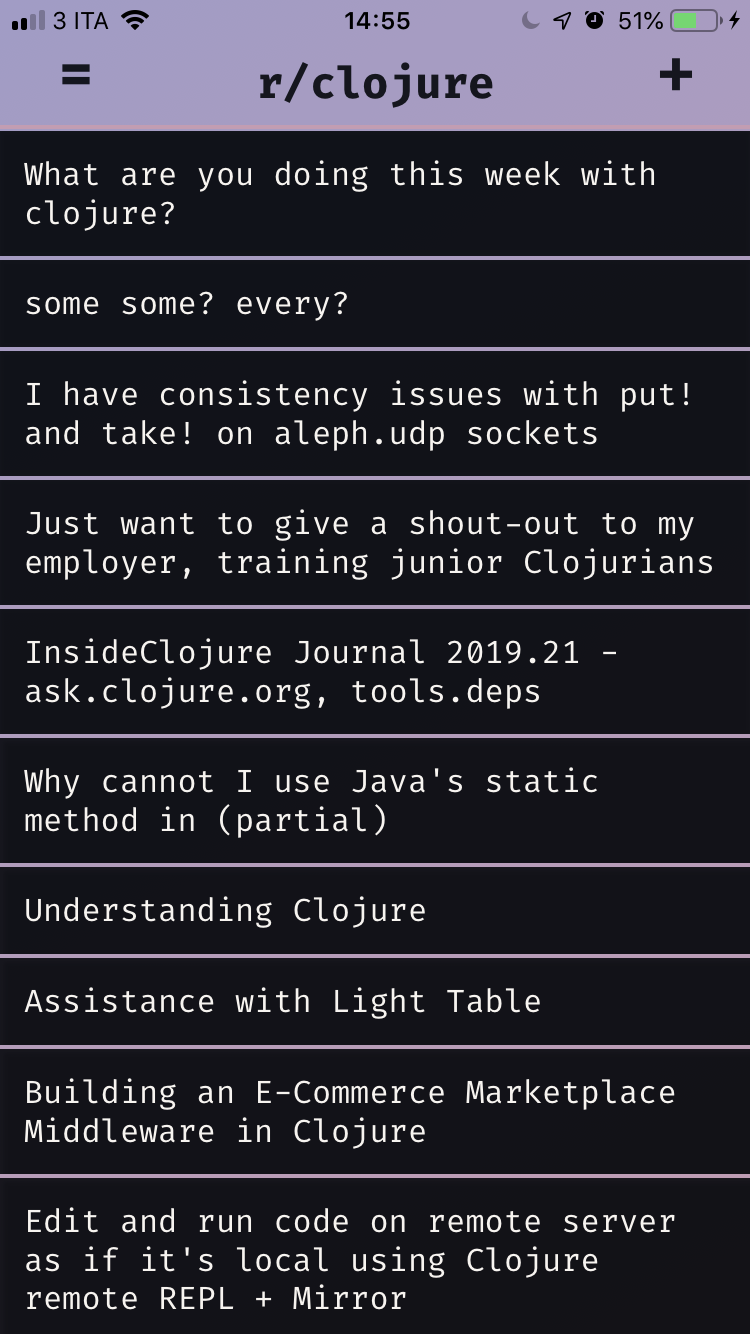 3 ITA 14:55 51%
= r/clojure +
What are you doing this week with
clojure?
some some? every?
I have consistency issues with put!
and take! on aleph.udp sockets
Just want to give a shout-out to my
employer, training junior Clojurians
InsideClojure Journal 2019.21 -
ask.clojure.org, tools.deps
Why cannot I use Java's static
method in (partial)
Understanding Clojure
Assistance with Light Table
Building an E-Commerce Marketplace
Middleware in Clojure
Edit and run code on remote server
as if it's local using Clojure
remote REPL + Mirror